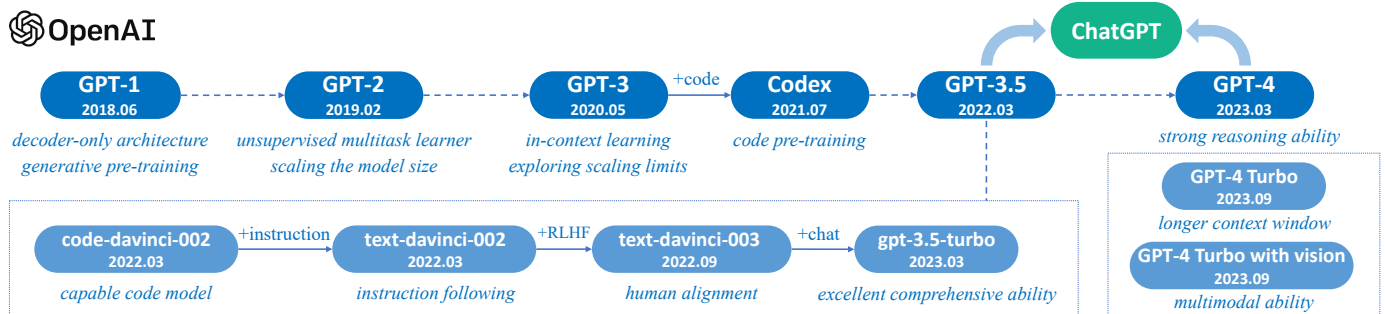 OpenAI
ChatGPT
GPT-1
2018.06
decoder-only architecture
generative pre-training
GPT-2
2019.02
unsupervised multitask learner
scaling the model size
GPT-3
2020.05
in-context learning
exploring scaling limits
+code
Codex
2021.07
code pre-training
GPT-3.5
2022.03
GPT-4
2023.03
strong reasoning ability
code-davinci-002
2022.03
capable code model
+instruction
text-davinci-002
2022.03
instruction following
+RLHF
text-davinci-003
2022.09
human alignment
+chat
gpt-3.5-turbo
2023.03
excellent comprehensive ability
GPT-4 Turbo
2023.09
longer context window
GPT-4 Turbo with vision
2023.09
multimodal ability